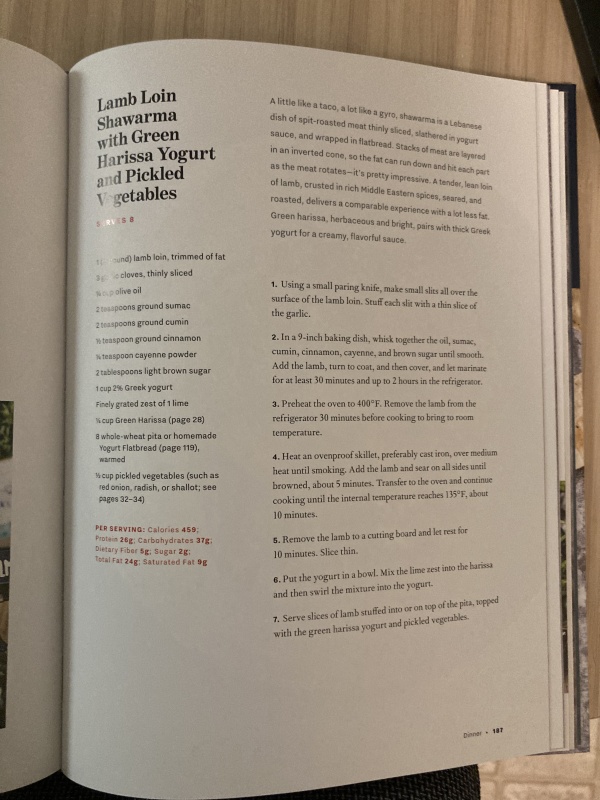 Lamb Loin
Shawarma
with Green
Harissa Yogurt
and Pickled
Vegetables
SERVES 8
lamb loin, trimmed of fat
cloves, thinly sliced
olive oil
2 teaspoons ground sumac
2 teaspoons ground cumin
½ teaspoon ground cinnamon
¼ teaspoon cayenne powder
2 tablespoons light brown sugar
1 cup 2% Greek yogurt
Finely grated zest of 1 lime
cup Green Harissa (page 28)
8 whole-wheat pita or homemade
Yogurt Flatbread (page 119),
warmed
cup pickled vegetables (such as
red onion, radish, or shallot; see
pages 32–34)
PER SERVING: Calories 459;
Protein 26g; Carbohydrates 37g;
Dietary Fiber 5g; Sugar 2g;
Total Fat 24g; Saturated Fat 9g
A little like a taco, a lot like a gyro, shawarma is a Lebanese
dish of spit-roasted meat thinly sliced, slathered in yogurt
sauce, and wrapped in flatbread. Stacks of meat are layered
in an inverted cone, so the fat can run down and hit each part
as the meat rotates—it's pretty impressive. A tender, lean loin
of lamb, crusted in rich Middle Eastern spices, seared, and
roasted, delivers a comparable experience with a lot less fat.
Green harissa, herbaceous and bright, pairs with thick Greek
yogurt for a creamy, flavorful sauce.
1. Using a small paring knife, make small slits all over the
surface of the lamb loin. Stuff each slit with a thin slice of
the garlic.
2. In a 9-inch baking dish, whisk together the oil, sumac,
cumin, cinnamon, cayenne, and brown sugar until smooth.
Add the lamb, turn to coat, and then cover, and let marinate
for at least 30 minutes and up to 2 hours in the refrigerator.
3. Preheat the oven to 400°F. Remove the lamb from the
refrigerator 30 minutes before cooking to bring to room
temperature.
4. Heat an ovenproof skillet, preferably cast iron, over medium
heat until smoking. Add the lamb and sear on all sides until
browned, about 5 minutes. Transfer to the oven and continue
cooking until the internal temperature reaches 135°F, about
10 minutes.
5. Remove the lamb to a cutting board and let rest for
10 minutes. Slice thin.
6. Put the yogurt in a bowl. Mix the lime zest into the harissa
and then swirl the mixture into the yogurt.
7. Serve slices of lamb stuffed into or on top of the pita, topped
with the green harissa yogurt and pickled vegetables.
Dinner • 187